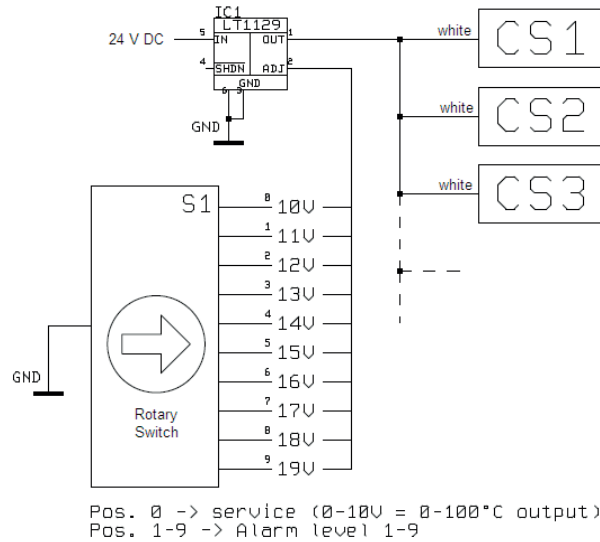 IC1
LT1129
24 V DC
5
IN
OUT
1
4
SHDN
ADJ
2
GND
6
3
GND
white
CS1
white
CS2
white
CS3
S1
0
10V
1
11V
2
12V
3
13V
4
14V
5
15V
6
16V
7
17V
8
18V
9
19V
GND
Rotary
Switch
Pos. 0 -> service (0-10V = 0-100°C output)
Pos. 1-9 -> Alarm level 1-9